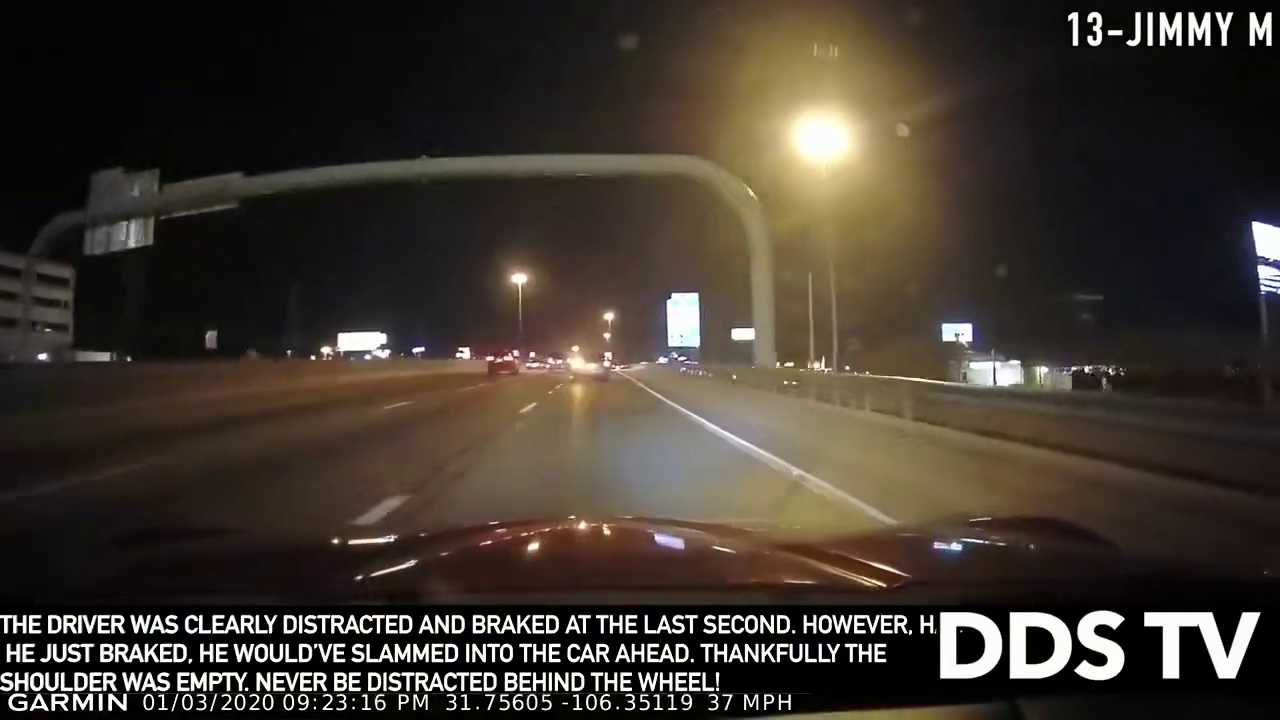 13-JIMMY M
THE DRIVER WAS CLEARLY DISTRACTED AND BRAKED AT THE LAST SECOND. HOWEVER,
HE JUST BRAKED, HE WOULD'VE SLAMMED INTO THE CAR AHEAD. THANKFULLY THE
SHOULDER WAS EMPTY. NEVER BE DISTRACTED BEHIND THE WHEEL!
DDS TV
GARMIN 01/03/2020 09:23:16 PM 31.75605 -106.35119 37 MPH